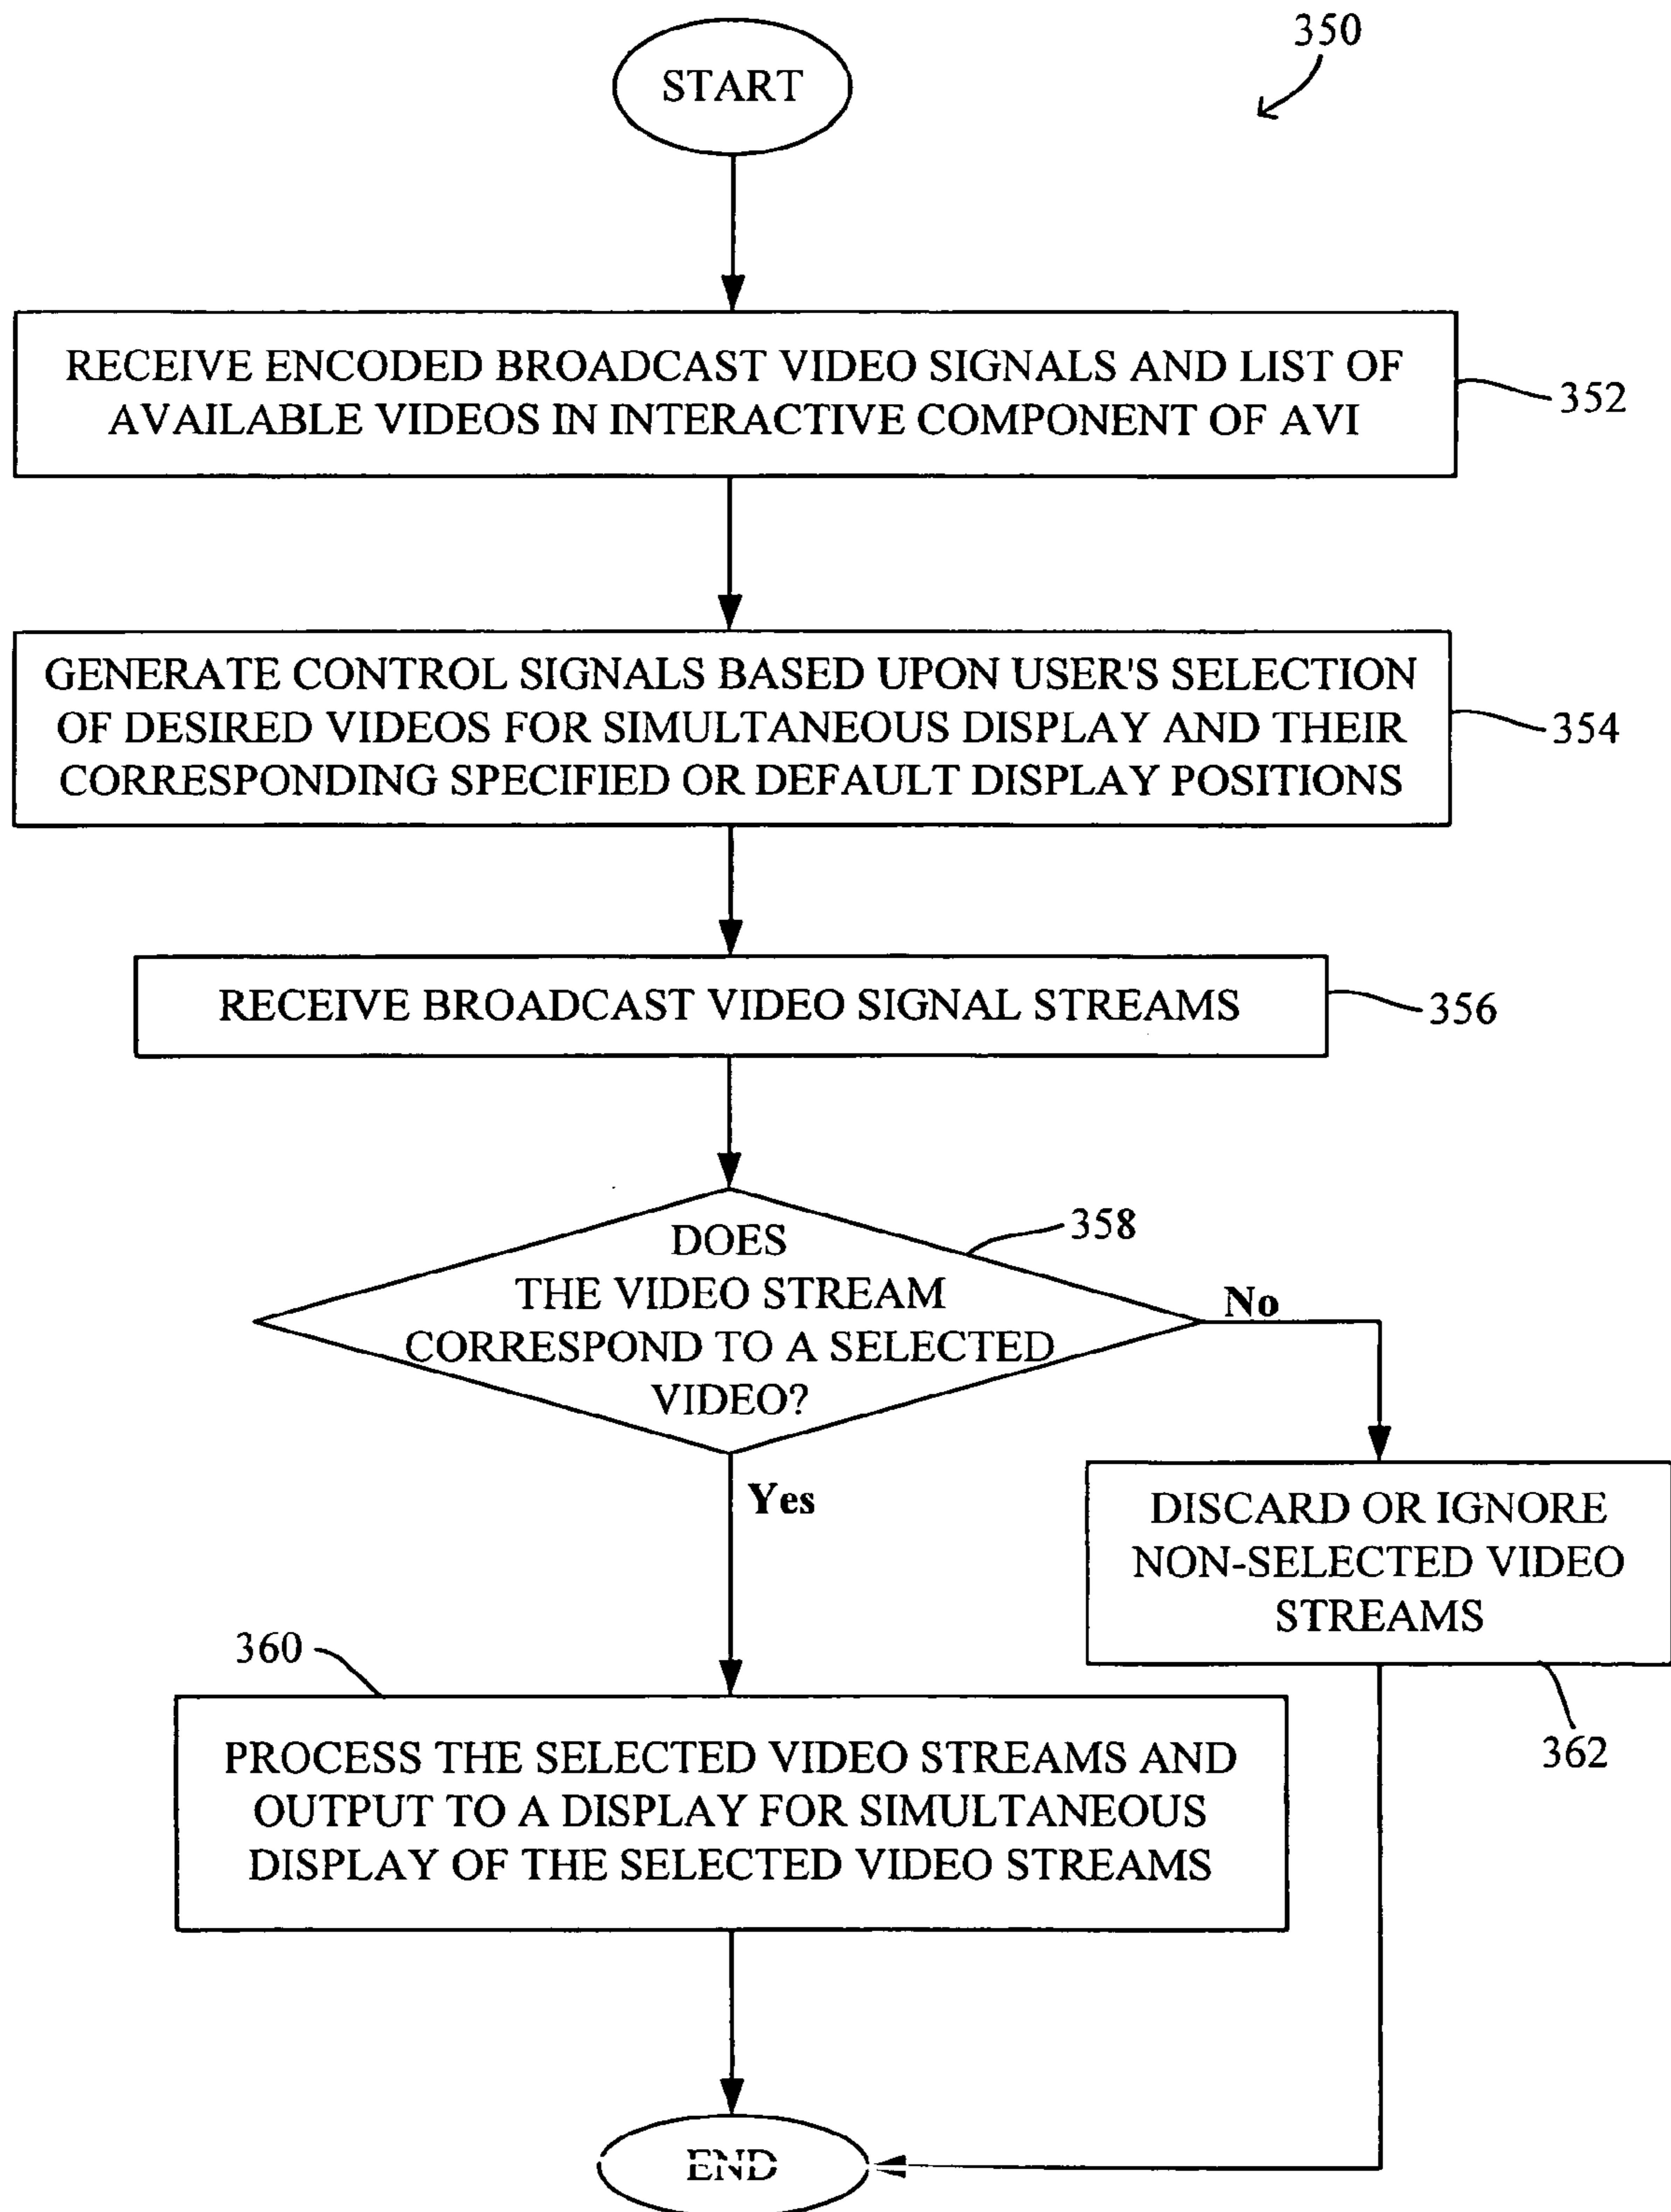 350
START
RECEIVE ENCODED BROADCAST VIDEO SIGNALS AND LIST OF
AVAILABLE VIDEOS IN INTERACTIVE COMPONENT OF AVI
352
GENERATE CONTROL SIGNALS BASED UPON USER'S SELECTION
OF DESIRED VIDEOS FOR SIMULTANEOUS DISPLAY AND THEIR
CORRESPONDING SPECIFIED OR DEFAULT DISPLAY POSITIONS
354
RECEIVE BROADCAST VIDEO SIGNAL STREAMS
356
358
DOES
THE VIDEO STREAM
CORRESPOND TO A SELECTED
VIDEO?
No
Yes
DISCARD OR IGNORE
NON-SELECTED VIDEO
STREAMS
362
360
PROCESS THE SELECTED VIDEO STREAMS AND
OUTPUT TO A DISPLAY FOR SIMULTANEOUS
DISPLAY OF THE SELECTED VIDEO STREAMS
END